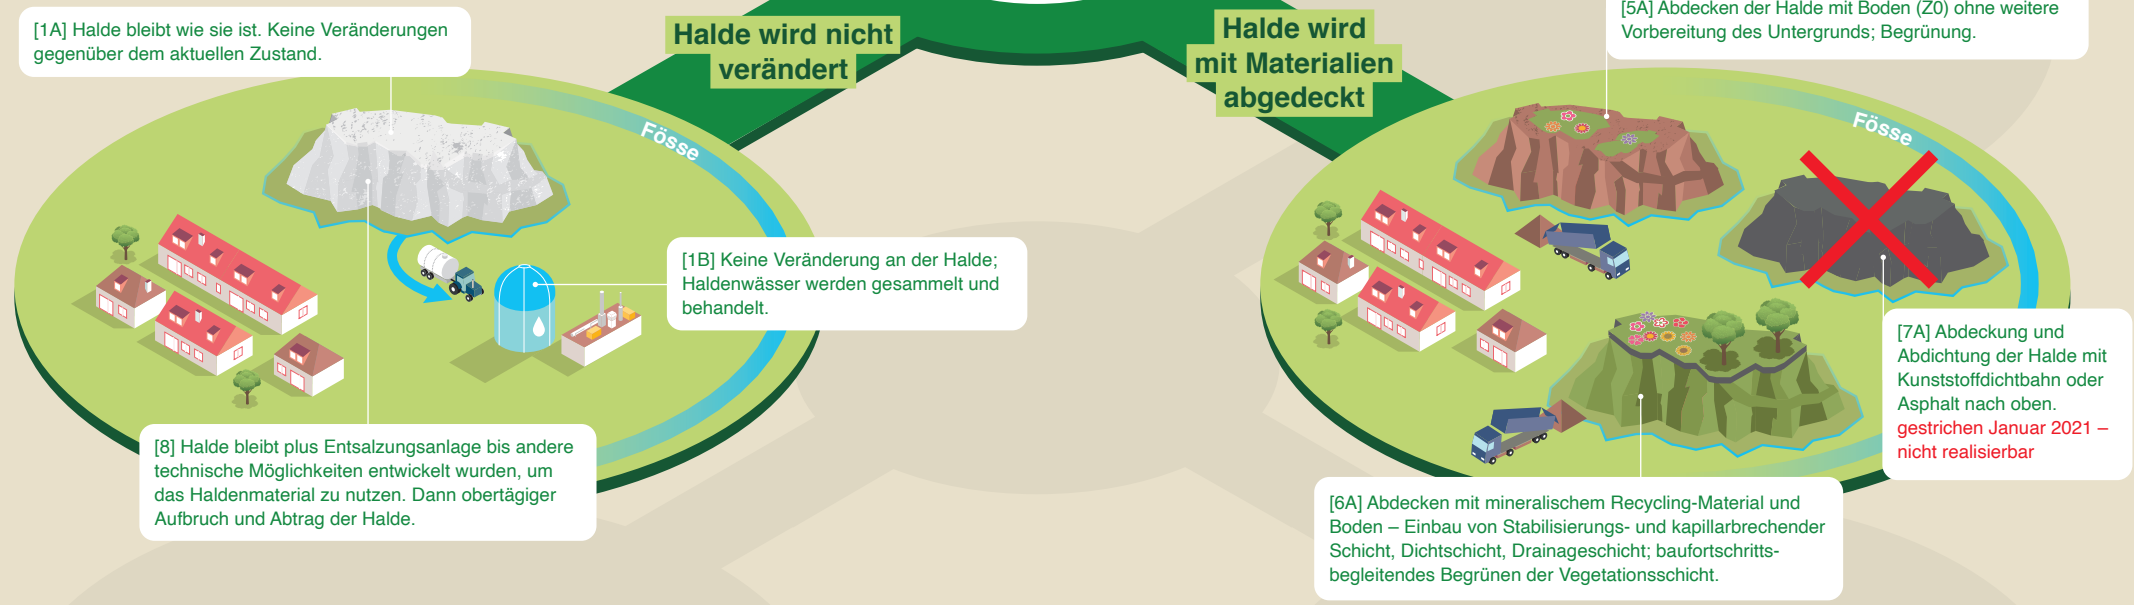 [1A] Halde bleibt wie sie ist. Keine Veränderungen
gegenüber dem aktuellen Zustand.
Halde wird nicht
verändert
Fösse
[1B] Keine Veränderung an der Halde;
Haldenwässer werden gesammelt und
behandelt.
[8] Halde bleibt plus Entsalzungsanlage bis andere
technische Möglichkeiten entwickelt wurden, um
das Haldenmaterial zu nutzen. Dann obertägiger
Aufbruch und Abtrag der Halde.
Halde wird
mit Materialien
abgedeckt
[5A] Abdecken der Halde mit Boden (Z0) ohne weitere
Vorbereitung des Untergrunds; Begrünung.
Fösse
[7A] Abdeckung und
Abdichtung der Halde mit
Kunststoffdichtbahn oder
Asphalt nach oben.
gestrichen Januar 2021 –
nicht realisierbar
[6A] Abdecken mit mineralischem Recycling-Material und
Boden – Einbau von Stabilisierungs- und kapillarbrechender
Schicht, Dichtschicht, Drainageschicht; baufortschritts-
begleitendes Begrünen der Vegetationsschicht.